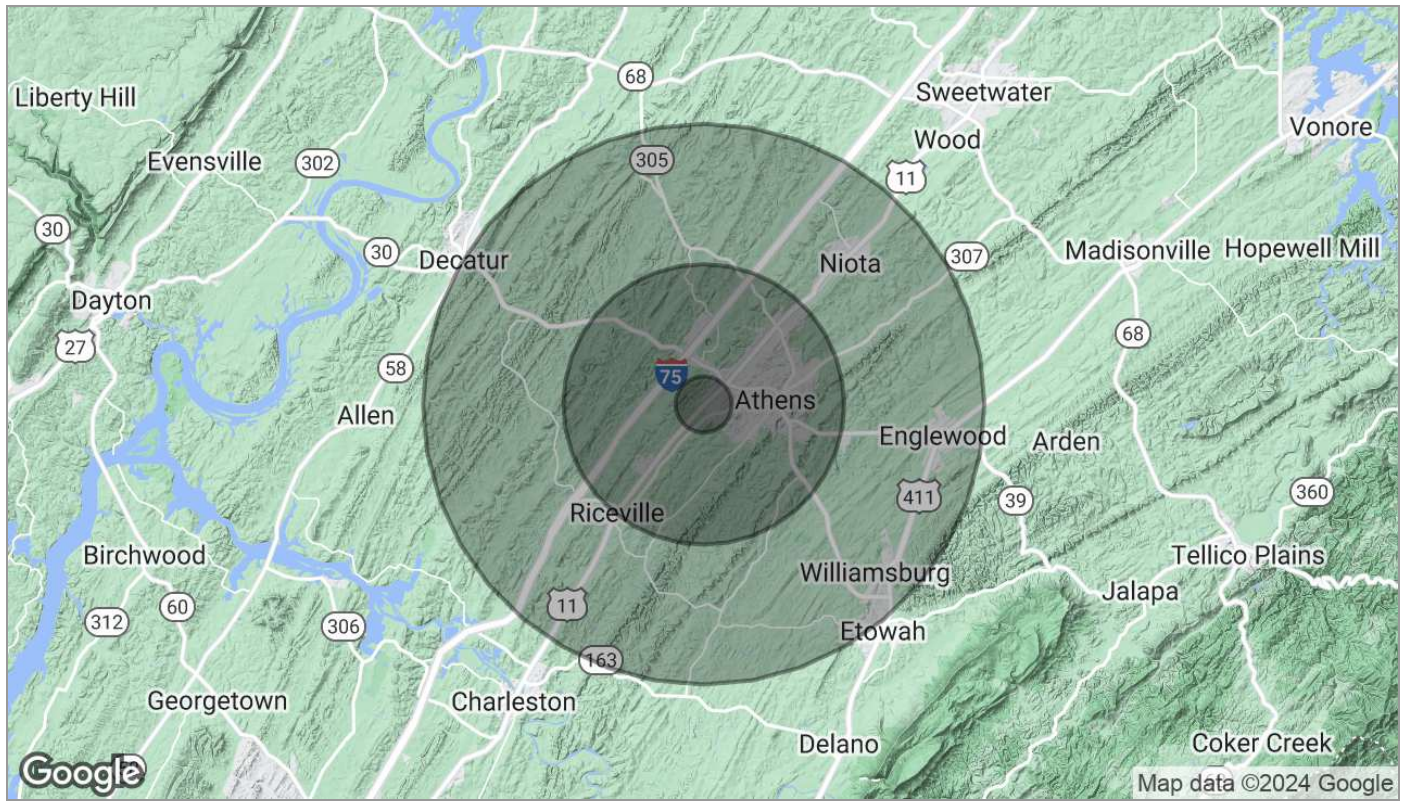 68
Sweetwater
Liberty Hill
Vonore
Wood
Evensville
302
305
11
30
30
Decatur
Niota
307
Madisonville
Hopewell Mill
Dayton
27
68
58
75
Athens
Allen
Englewood
Arden
411
39
360
Riceville
Birchwood
Williamsburg
Tellico Plains
Jalapa
60
11
312
306
Etowah
163
Georgetown
Charleston
Delano
Coker Creek
Google
Map data ©2024 Google